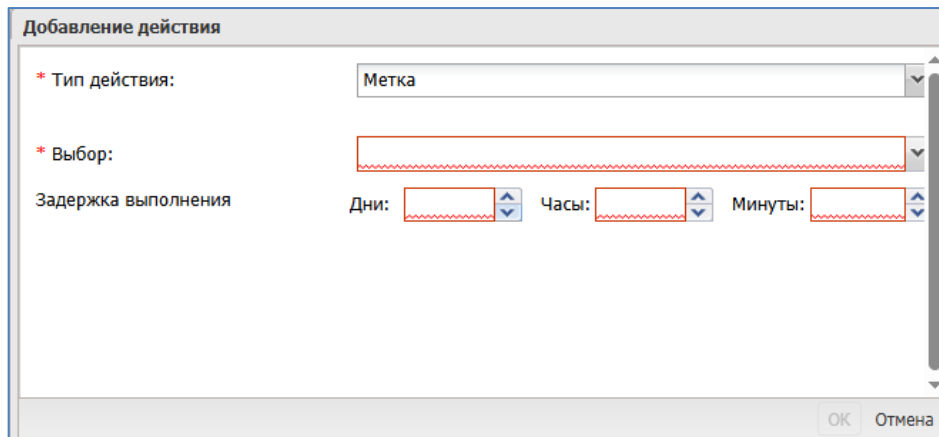 Добавление действия
* Тип действия: Метка
* Выбор:
Задержка выполнения Дни: Часы: Минуты:
OK Отмена